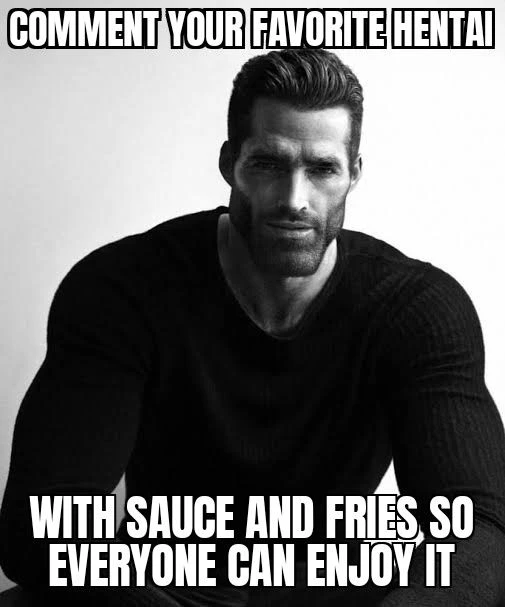 COMMENT YOUR FAVORITE HENTAI
WITH SAUCE AND FRIES SO
EVERYONE CAN ENJOY IT